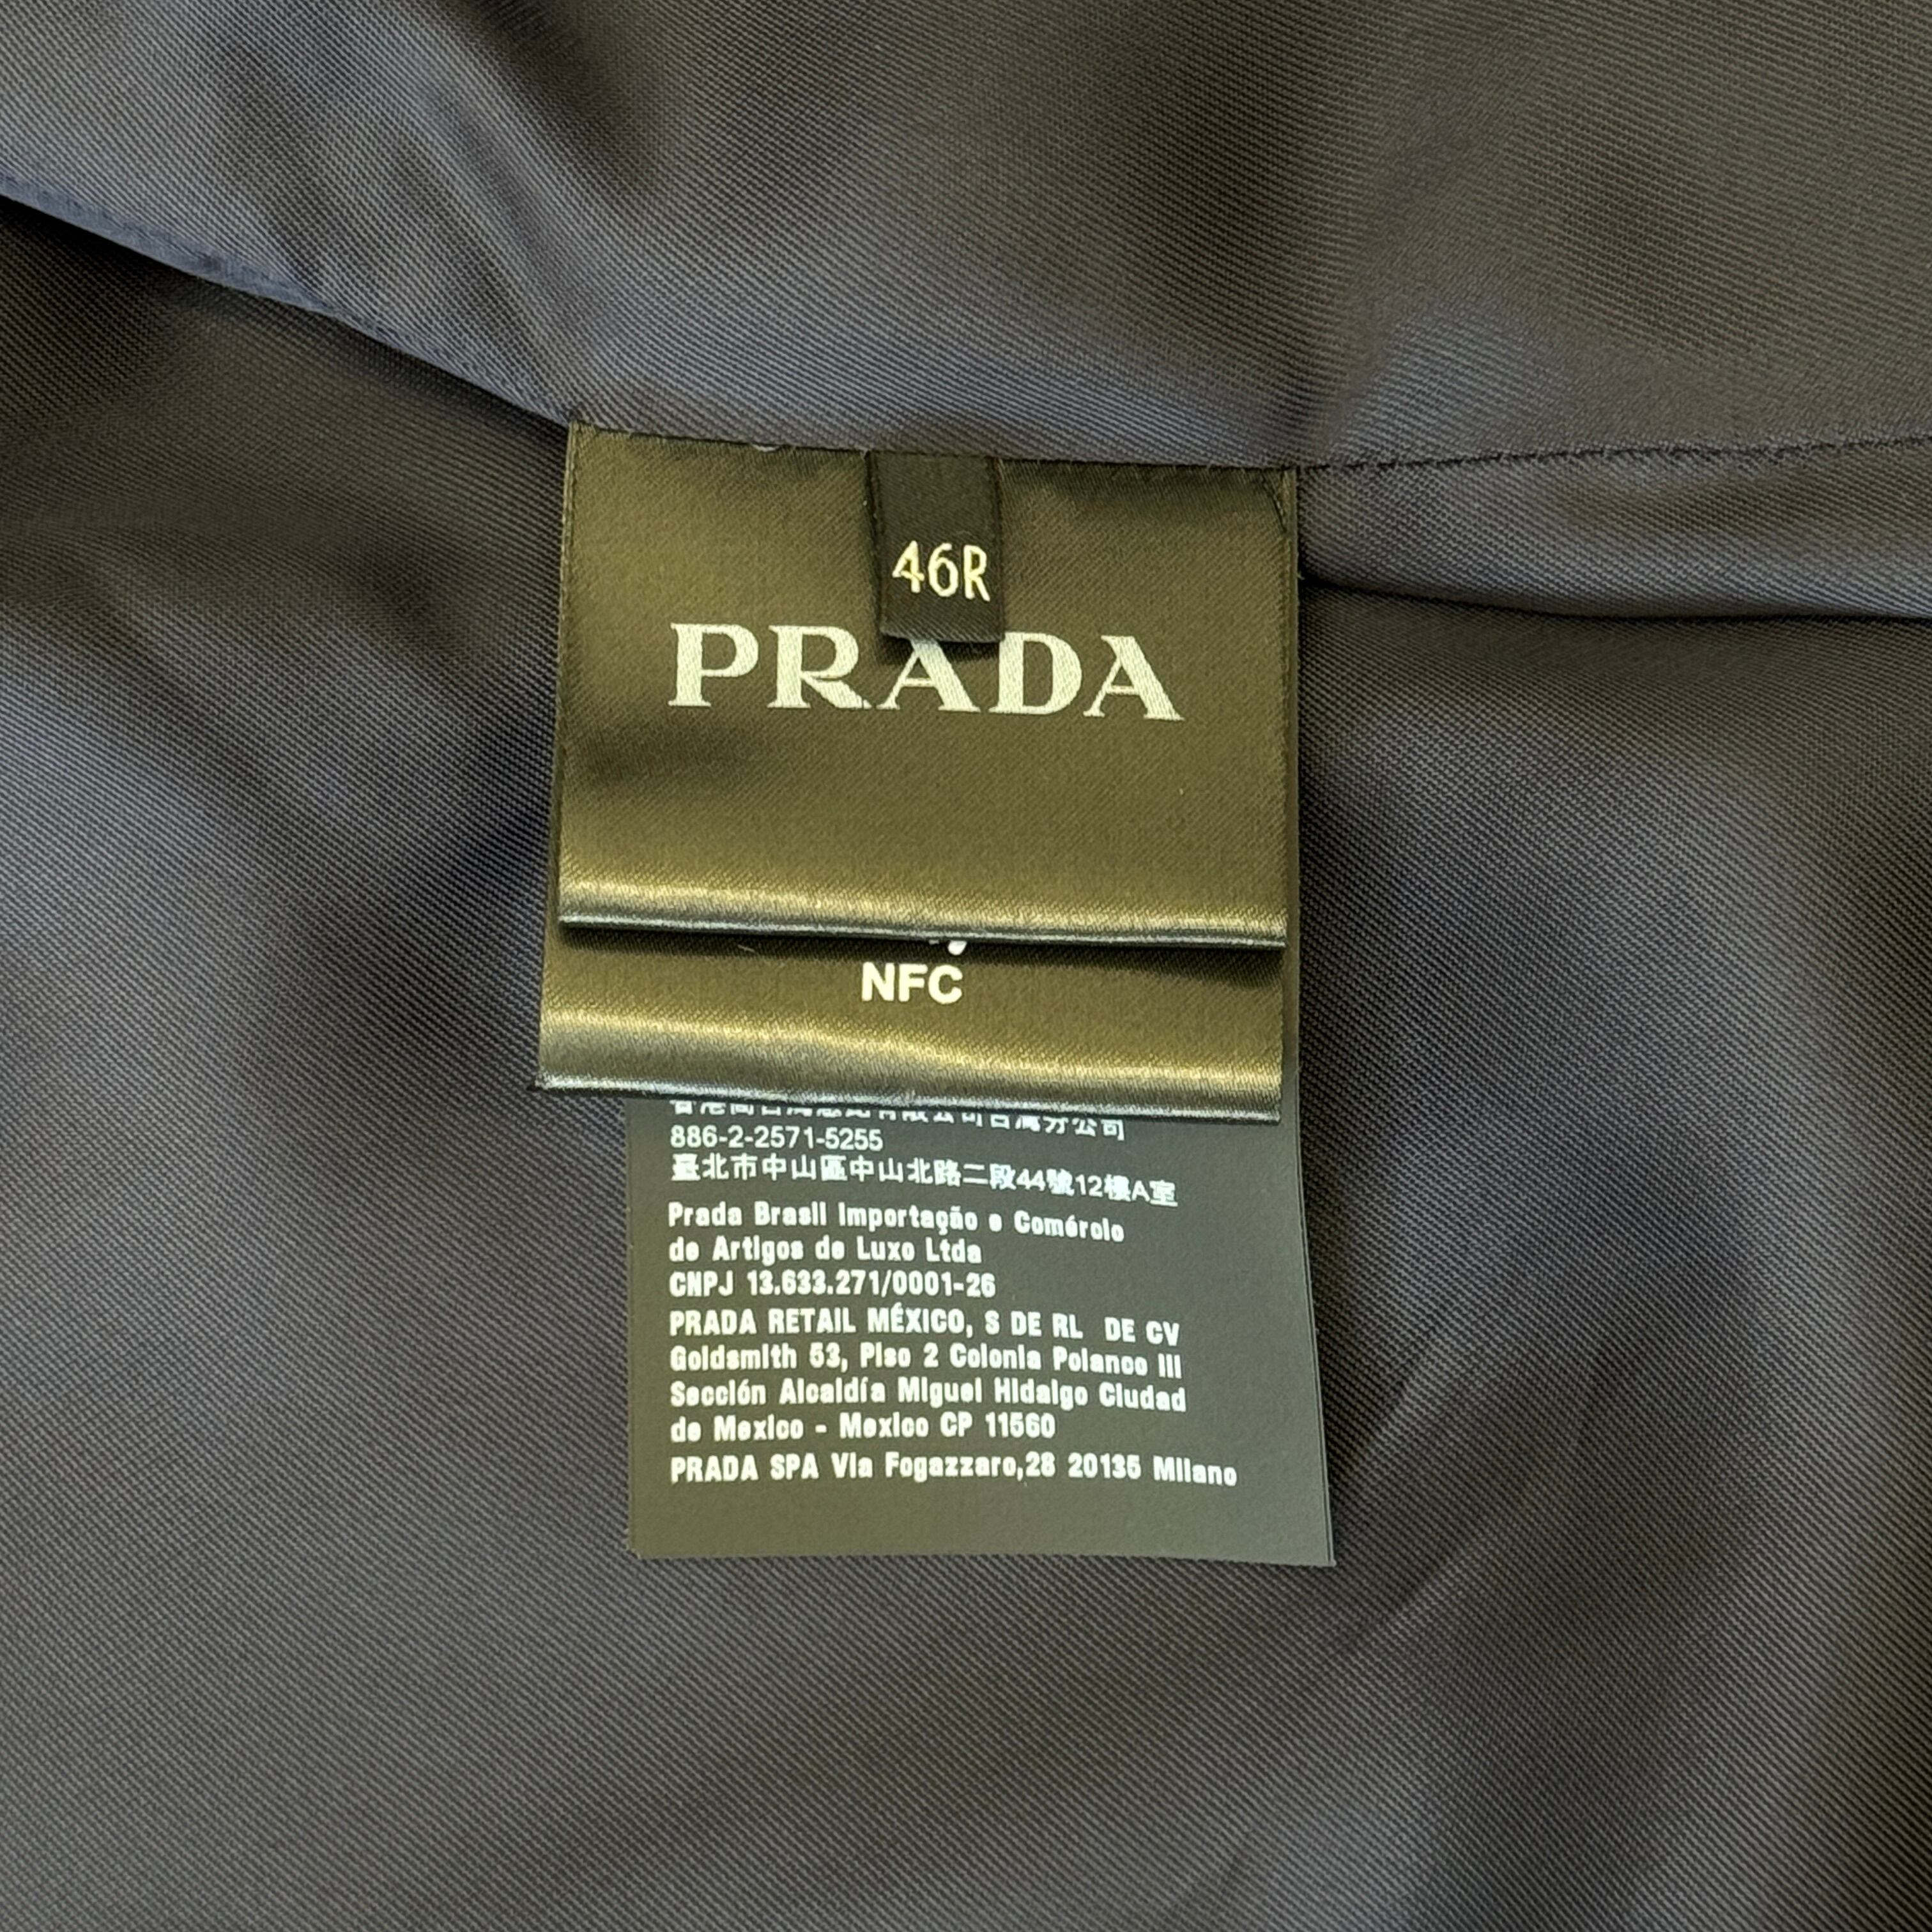 46R
PRADA
NFC
886-2-2571-5255
臺北市中山區中山北路二段44號12樓A室
Prada Brasil Importação e Comércio
de Artigos de Luxo Ltda
CNPJ 13.633.271/0001-26
PRADA RETAIL MÉXICO, S DE RL DE CV
Goldsmith 53, Piso 2 Colonia Polanco III
Sección Alcaldía Miguel Hidalgo Ciudad
de Mexico - Mexico CP 11560
PRADA SPA Via Fogazzaro,28 20135 Milano